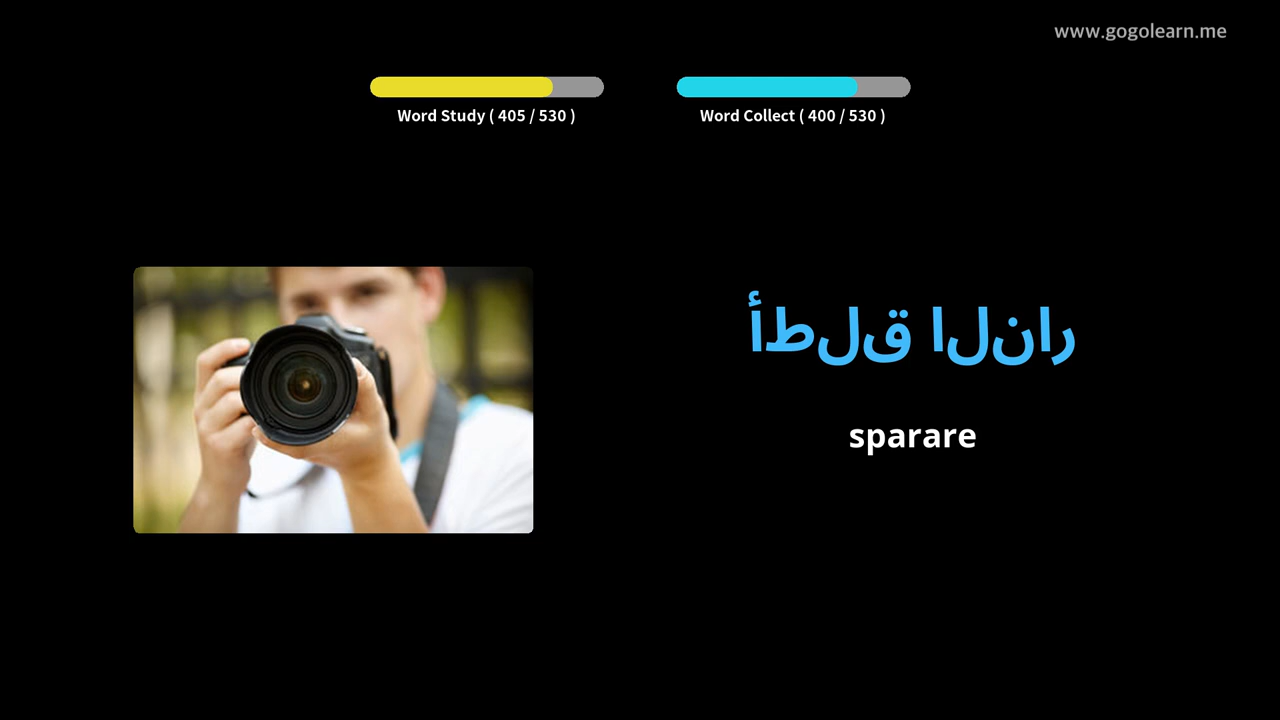 www.gogolearn.me
Word Study ( 405 / 530 )
Word Collect ( 400 / 530 )
أطلق النار
sparare